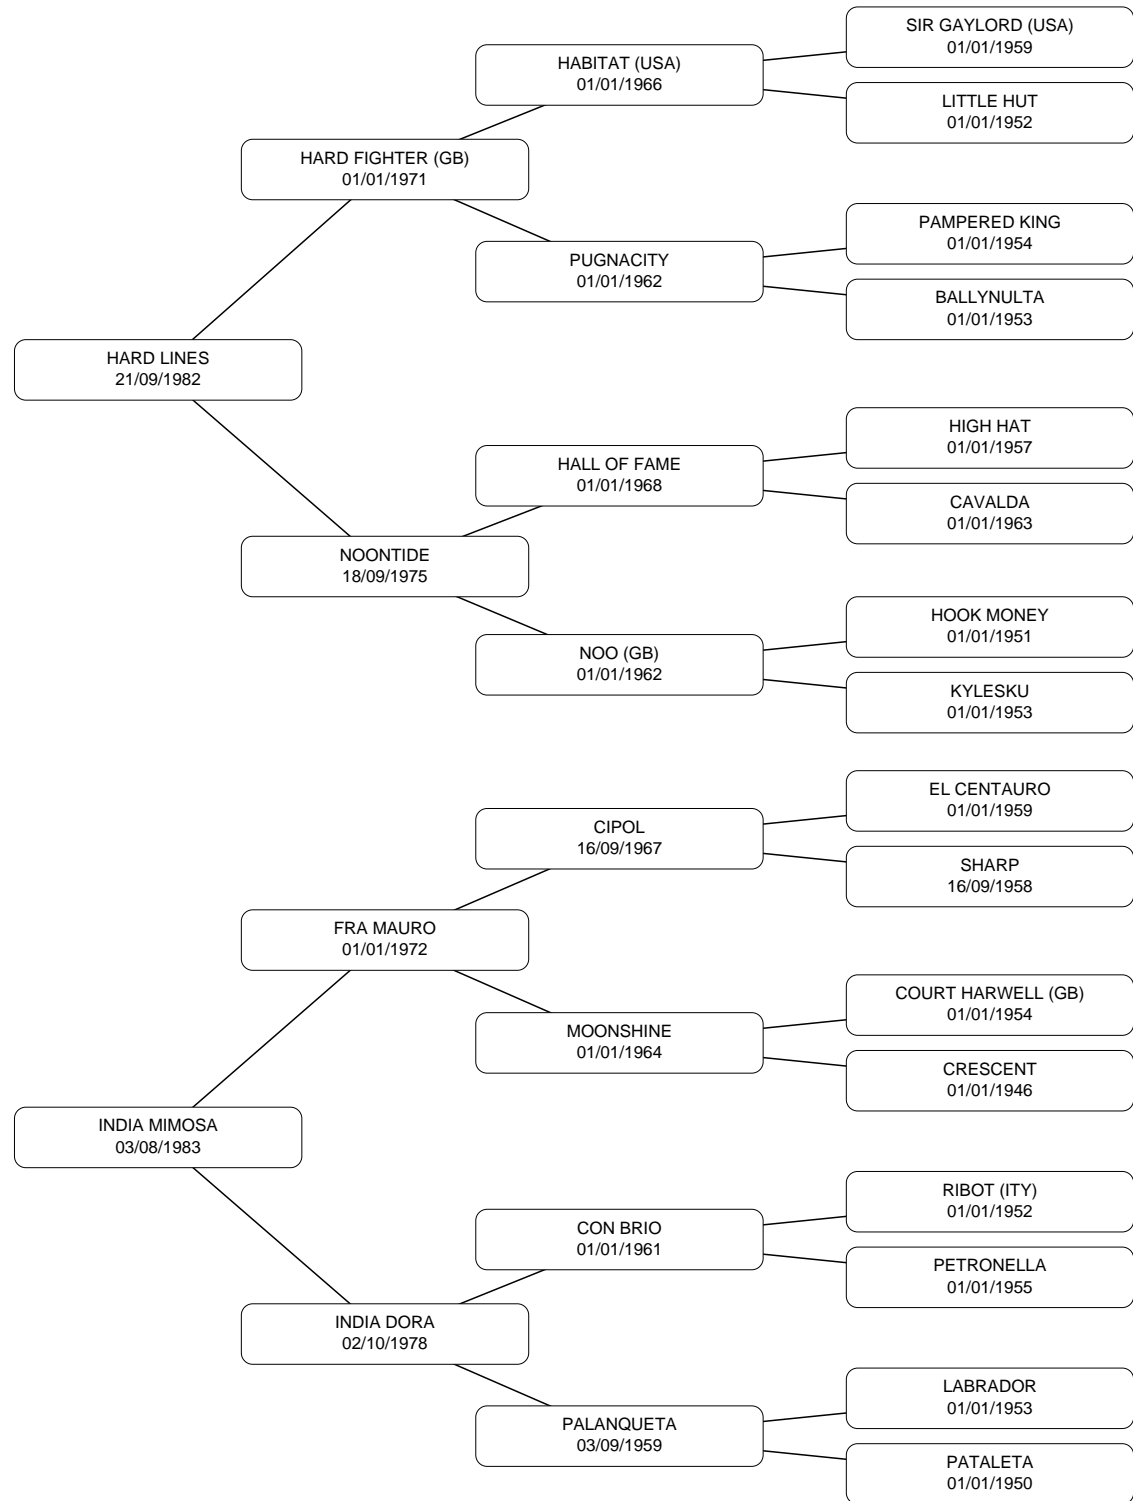 SIR GAYLORD (USA)
01/01/1959
HABITAT (USA)
01/01/1966
LITTLE HUT
01/01/1952
HARD FIGHTER (GB)
01/01/1971
PAMPERED KING
01/01/1954
PUGNACITY
01/01/1962
BALLYNULTA
01/01/1953
HARD LINES
21/09/1982
HIGH HAT
01/01/1957
HALL OF FAME
01/01/1968
CAVALDA
01/01/1963
NOONTIDE
18/09/1975
HOOK MONEY
01/01/1951
NOO (GB)
01/01/1962
KYLESKU
01/01/1953
EL CENTAURO
01/01/1959
CIPOL
16/09/1967
SHARP
16/09/1958
FRA MAURO
01/01/1972
COURT HARWELL (GB)
01/01/1954
MOONSHINE
01/01/1964
CRESCENT
01/01/1946
INDIA MIMOSA
03/08/1983
RIBOT (ITY)
01/01/1952
CON BRIO
01/01/1961
PETRONELLA
01/01/1955
INDIA DORA
02/10/1978
LABRADOR
01/01/1953
PALANQUETA
03/09/1959
PATALETA
01/01/1950